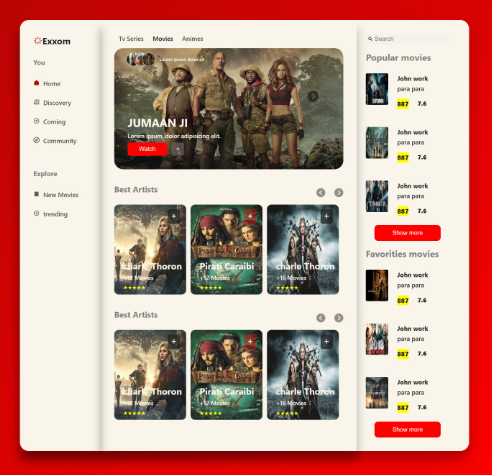 Exxom
You
Home
Discovery
Coming
Community
Explore
New Movies
trending
Tv Series Movies Animes
Lorem ipsum dolor sit
JUMAAN JI
Lorem ipsum, dolor adipisicing elit.
Watch +
Best Artists
charle Thoron
+12 Movies
★★★★★
Pirati Caraibi
+12 Movies
★★★★★
charle Thoron
+16 Movies
★★★★★
Best Artists
charle Thoron
★★★★★
Pirati Caraibi
+12 Movies
★★★★★
charle Thoron
+16 Movies
★★★★★
Search
Popular movies
John work
para para
887 7.6
John work
para para
887 7.6
John work
para para
887 7.6
Show more
Favorities movies
John work
para para
887 7.6
John work
para para
887 7.6
John work
para para
887 7.6
Show more